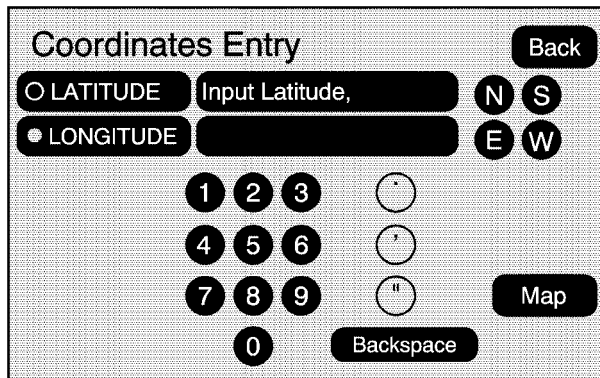 Coordinates Entry Back
LATITUDE Input Latitude, N S
LONGITUDE E W
1 2 3 °
4 5 6 '
7 8 9 " Map
0 Backspace